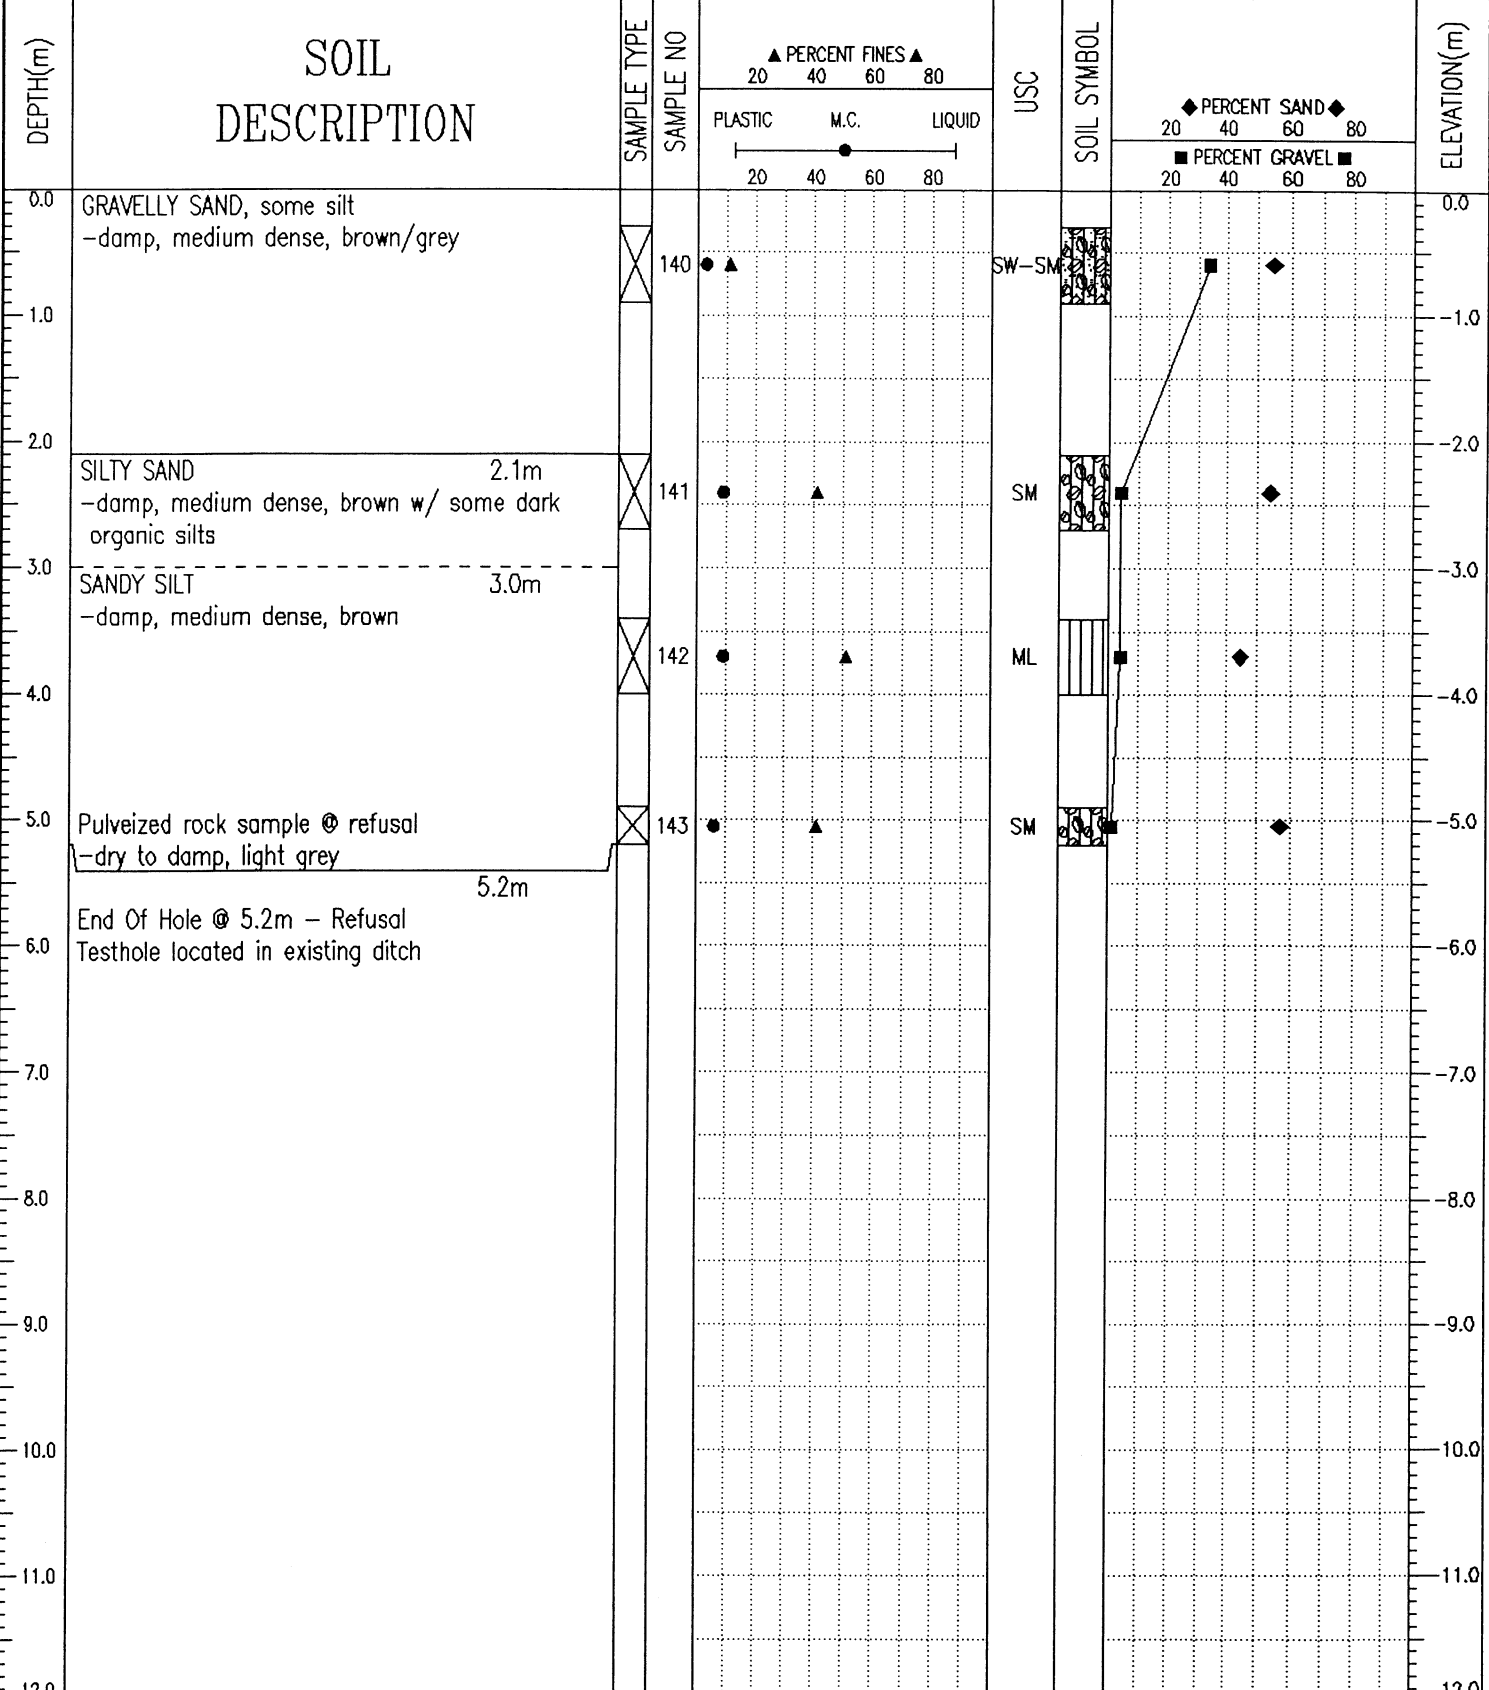 DEPTH(m)
SOIL
DESCRIPTION
SAMPLE TYPE
SAMPLE NO
▲ PERCENT FINES ▲
20 40 60 80
PLASTIC M.C. LIQUID
20 40 60 80
USC
SOIL SYMBOL
◆ PERCENT SAND ◆
20 40 60 80
■ PERCENT GRAVEL ■
20 40 60 80
ELEVATION(m)
0.0
GRAVELLY SAND, some silt
-damp, medium dense, brown/grey
0.0
140
SW-SM
1.0
-1.0
2.0
-2.0
SILTY SAND 2.1m
-damp, medium dense, brown w/ some dark
organic silts
141
SM
3.0
-3.0
SANDY SILT 3.0m
-damp, medium dense, brown
142
ML
4.0
-4.0
5.0
Pulveized rock sample @ refusal
-dry to damp, light grey
143
SM
-5.0
5.2m
End Of Hole @ 5.2m - Refusal
Testhole located in existing ditch
6.0
-6.0
7.0
-7.0
8.0
-8.0
9.0
-9.0
10.0
-10.0
11.0
-11.0